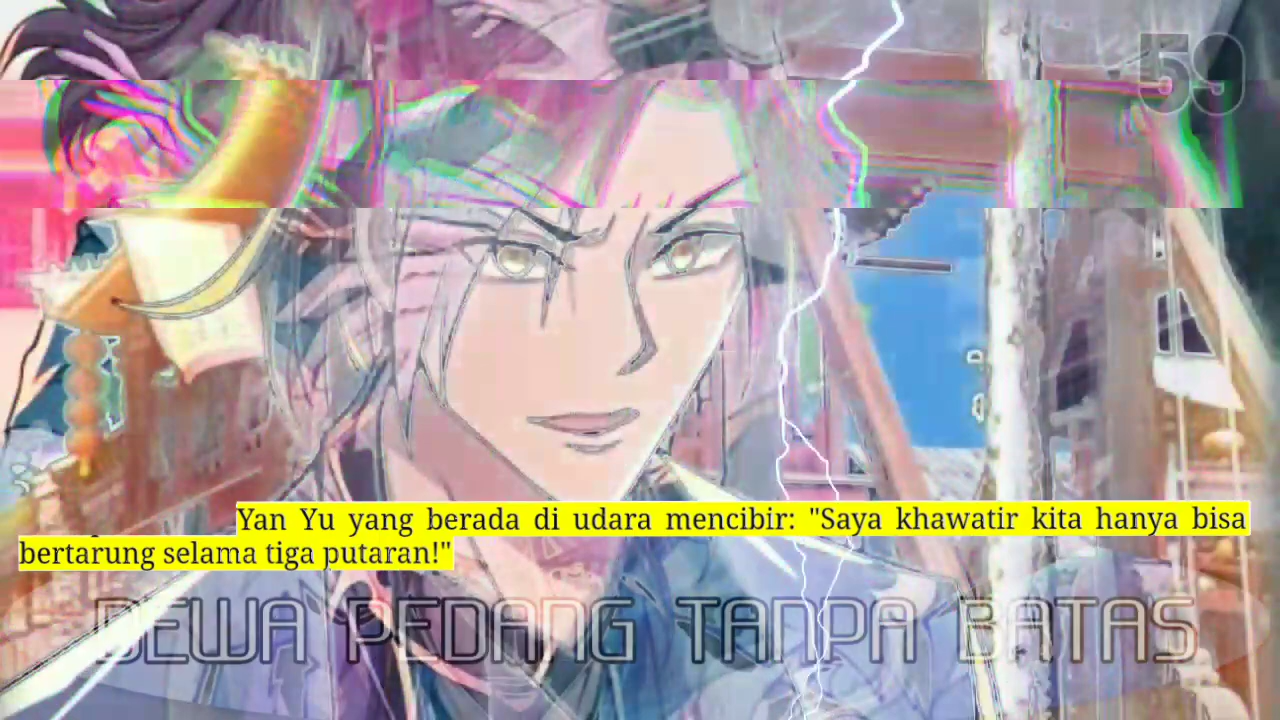 59
Yan Yu yang berada di udara mencibir: "Saya khawatir kita hanya bisa
bertarung selama tiga putaran!"
DEWA PEDANG TANPA BATAS